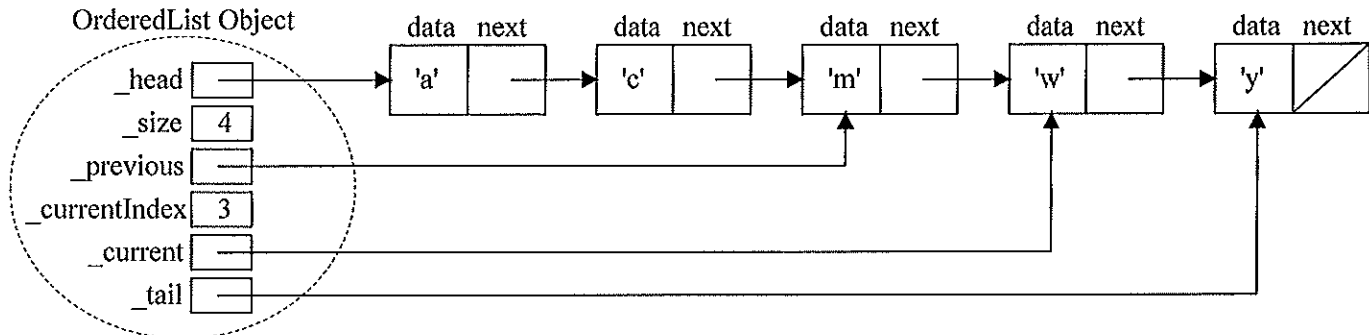 OrderedList Object
data next data next data next data next data next
_head 'a' 'c' 'm' 'w' 'y'
_size 4
_previous
_currentIndex 3
_current
_tail